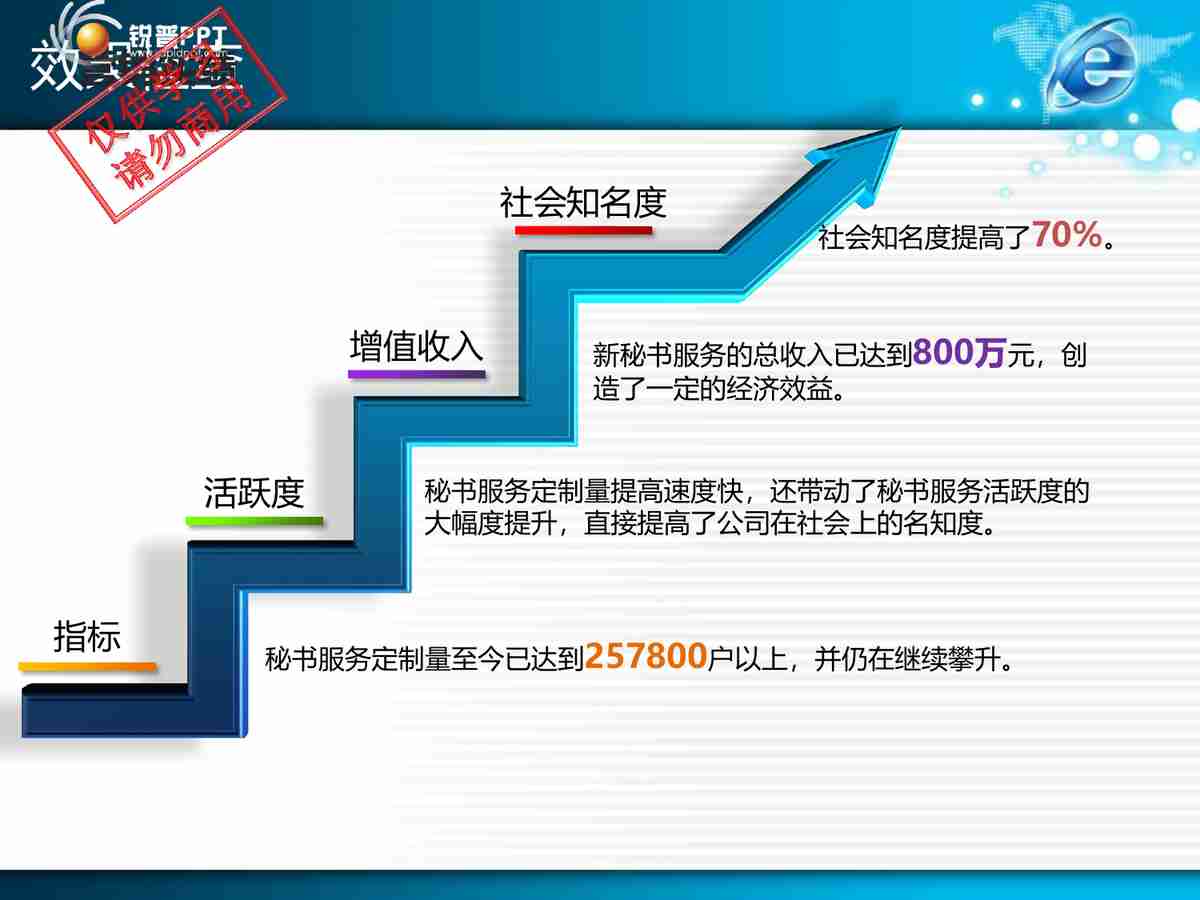 锐普PPT
效果检查
仅供学习
请勿商用
社会知名度
社会知名度提高了70%。
增值收入
新秘书服务的总收入已达到800万元，创
造了一定的经济效益。
活跃度
秘书服务定制量提高速度快，还带动了秘书服务活跃度的
大幅度提升，直接提高了公司在社会上的名知度。
指标
秘书服务定制量至今已达到257800户以上，并仍在继续攀升。